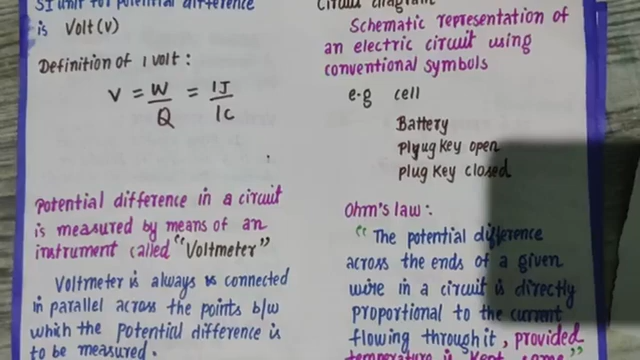 SI unit for potential difference
is Volt (V)
Definition of 1 Volt :
V = W/Q = 1J/1C
Potential difference in a circuit
is measured by means of an
instrument called "Voltmeter"
Voltmeter is always is connected
in parallel across the points b/w
which the potential difference is
to be measured.
Circuit diagram
Schematic representation of
an electric circuit using
conventional symbols
e.g cell
Battery
Plyug Key open
plug Key closed
Ohm's law :
"The potential difference
across the ends of a given
wire in a circuit is directly
proportional to the current
flowing through it, provided
temperature is Kept same"